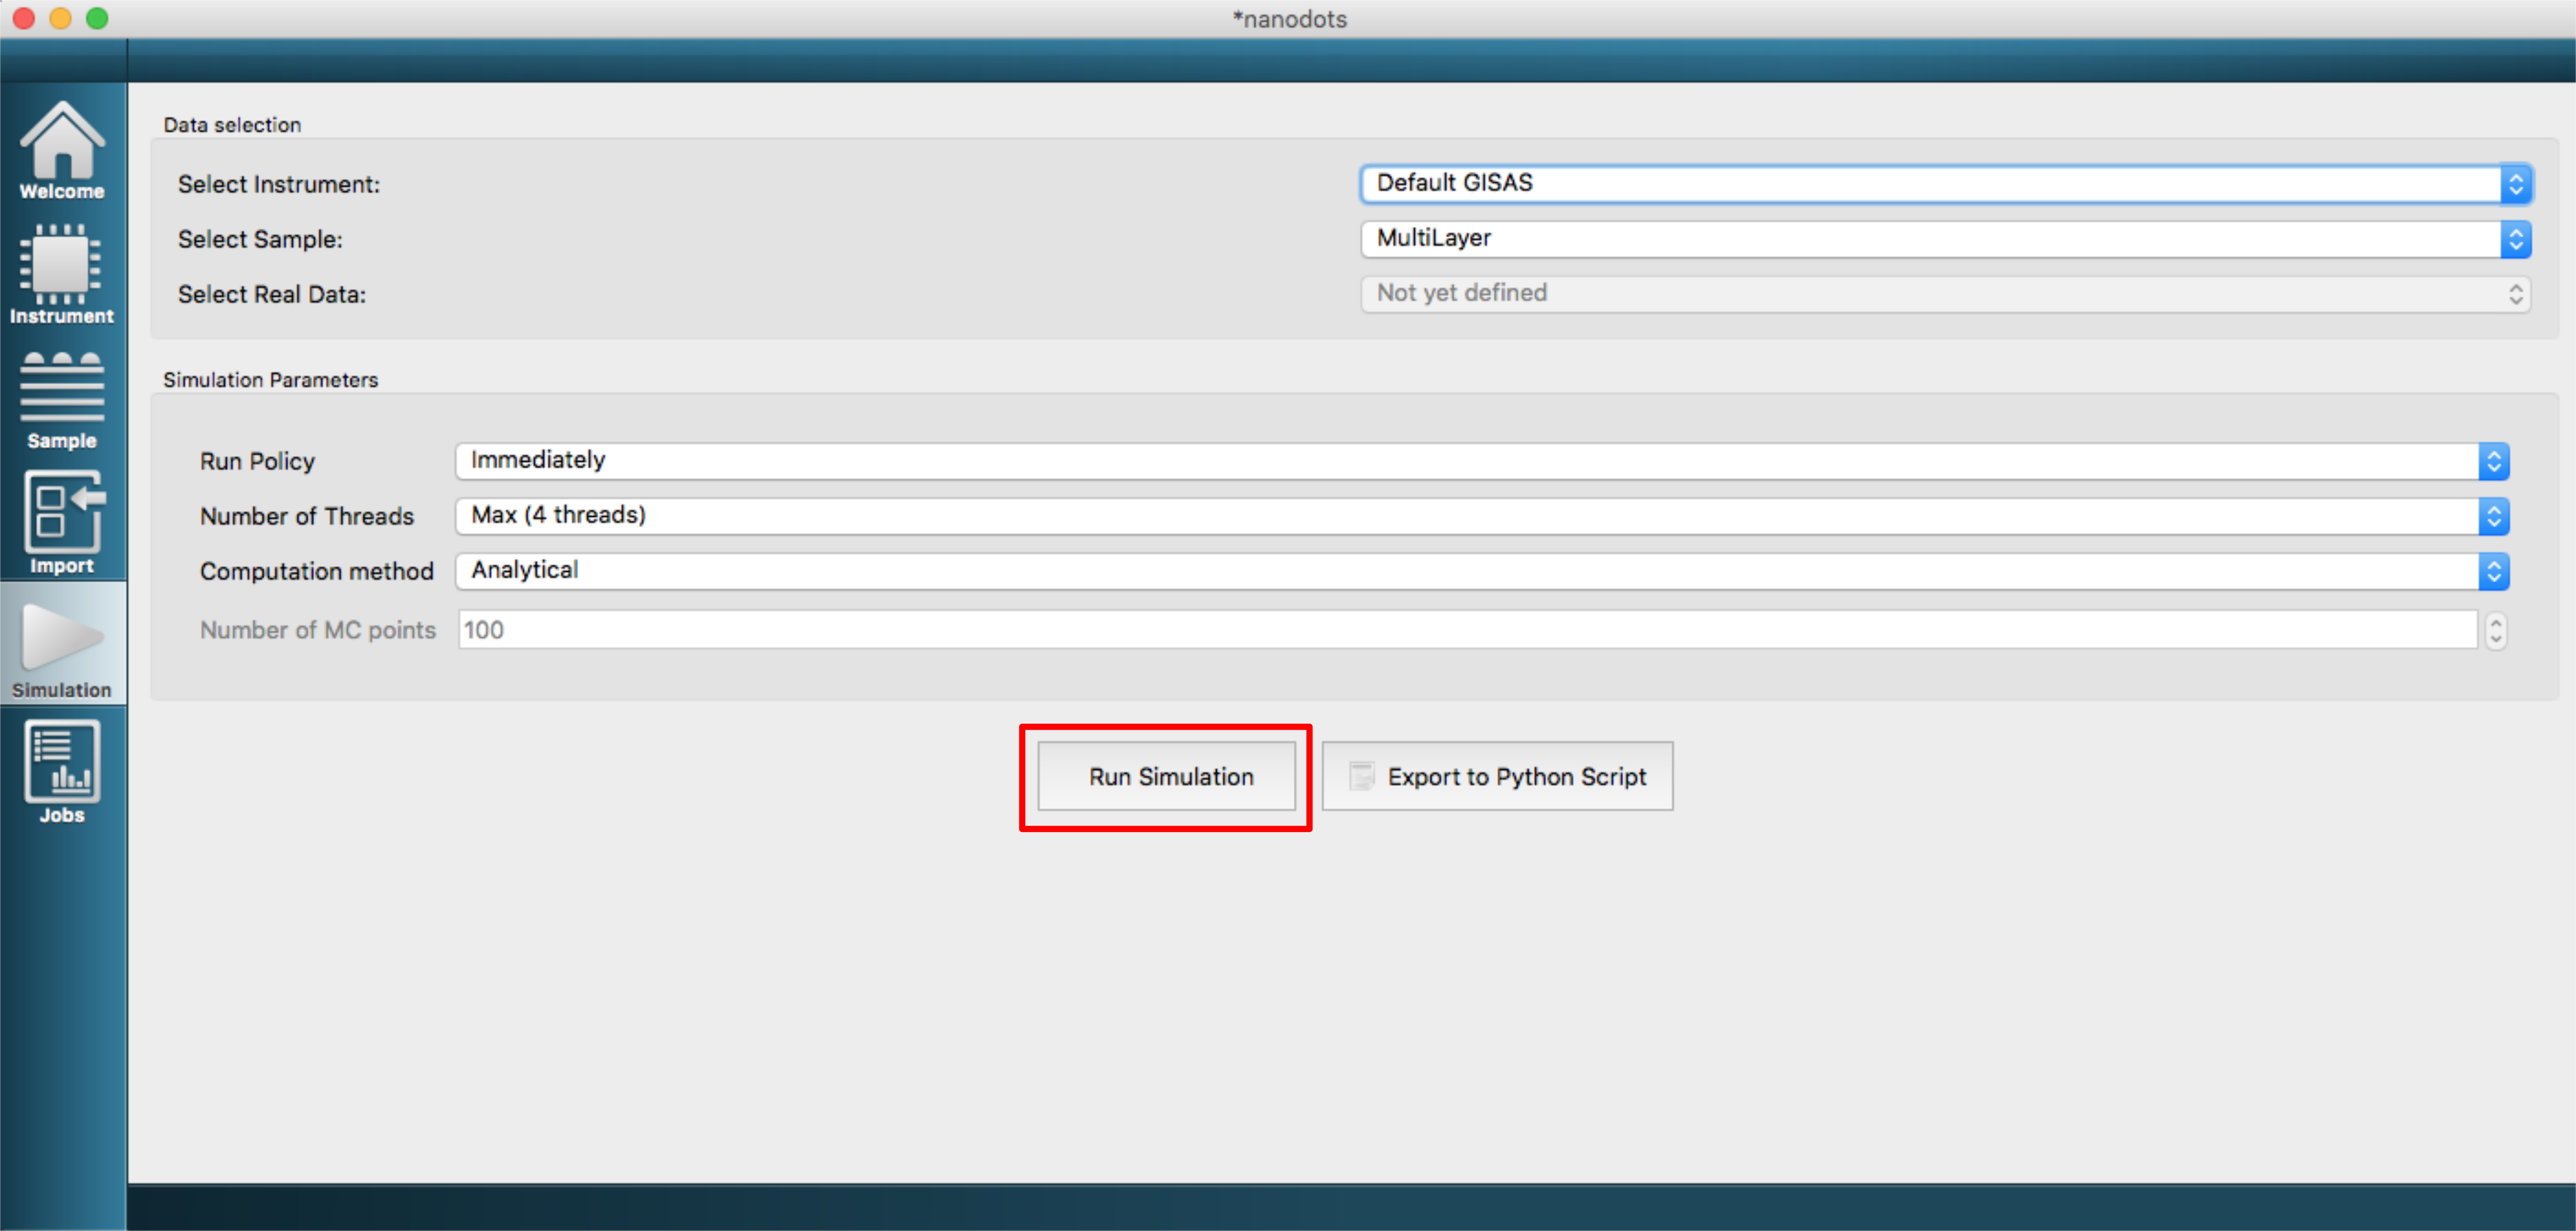 *nanodots
Welcome
Instrument
Sample
Import
Simulation
Jobs
Data selection
Select Instrument: Default GISAS
Select Sample: MultiLayer
Select Real Data: Not yet defined
Simulation Parameters
Run Policy Immediately
Number of Threads Max (4 threads)
Computation method Analytical
Number of MC points 100
Run Simulation Export to Python Script